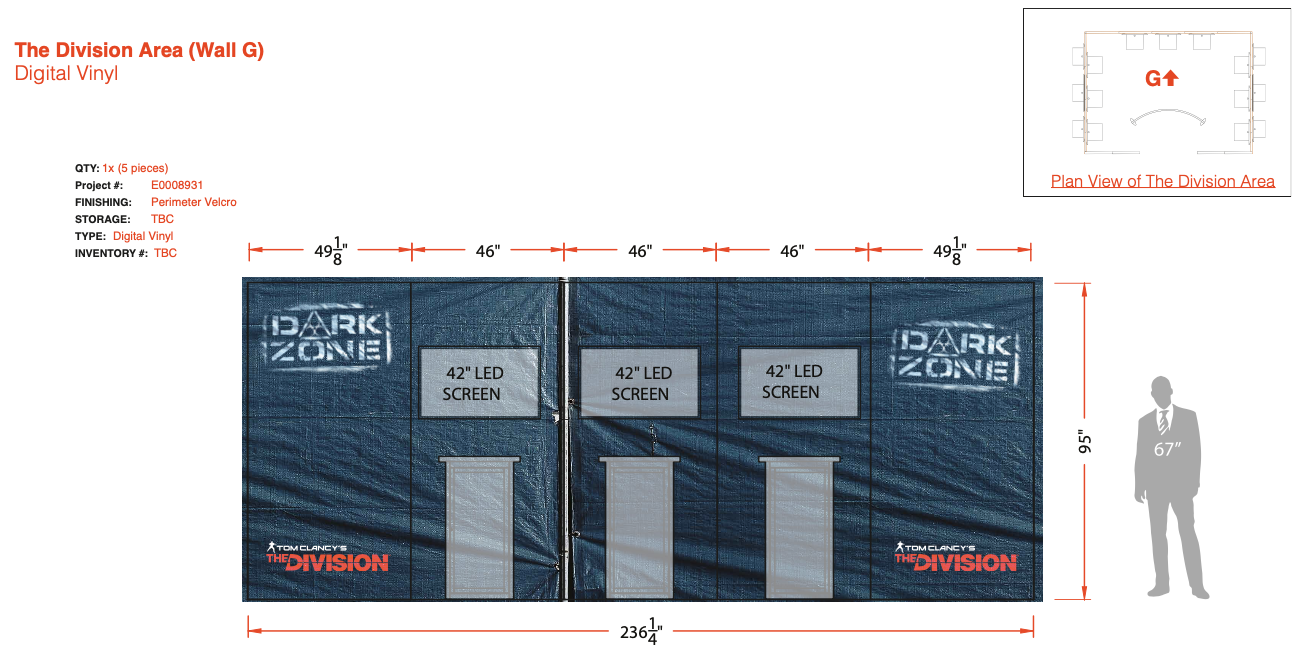 The Division Area (Wall G)
Digital Vinyl
G
Plan View of The Division Area
QTY: 1x (5 pieces)
Project #: E0008931
FINISHING: Perimeter Velcro
STORAGE: TBC
TYPE: Digital Vinyl
INVENTORY #: TBC
49 1/8" 46" 46" 46" 49 1/8"
DARK
ZONE
DARK
ZONE
42" LED
SCREEN
42" LED
SCREEN
42" LED
SCREEN
95"
67"
TOM CLANCY'S
THE DIVISION
TOM CLANCY'S
THE DIVISION
236 1/4"